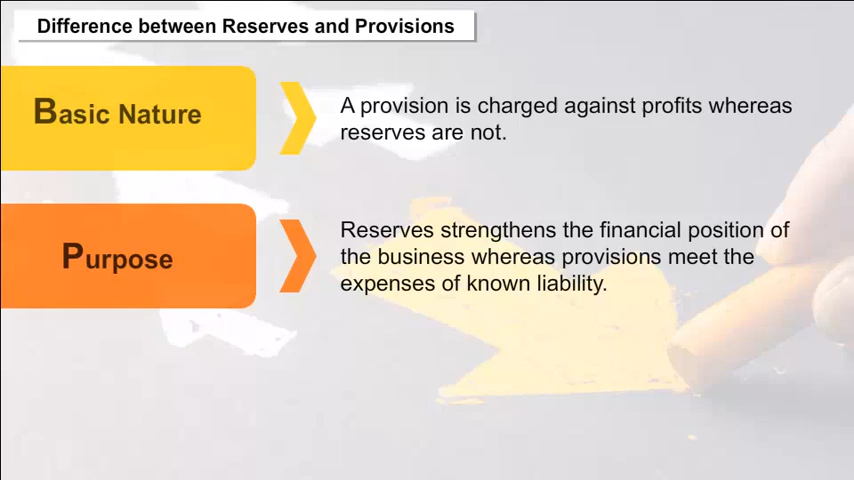 Difference between Reserves and Provisions
Basic Nature
A provision is charged against profits whereas
reserves are not.
Purpose
Reserves strengthens the financial position of
the business whereas provisions meet the
expenses of known liability.